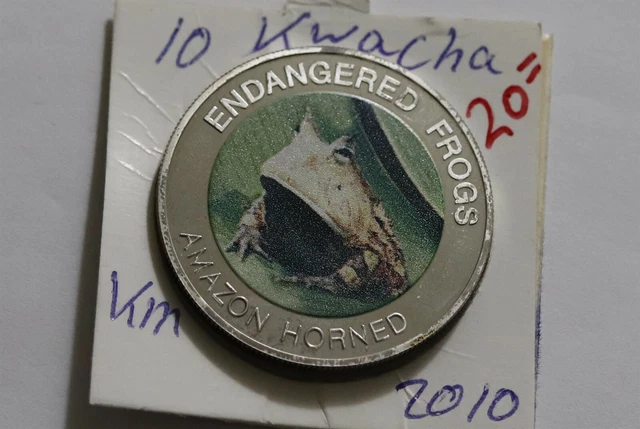 10 Kwacha
20"
ENDANGERED FROGS
AMAZON HORNED
Km
2010